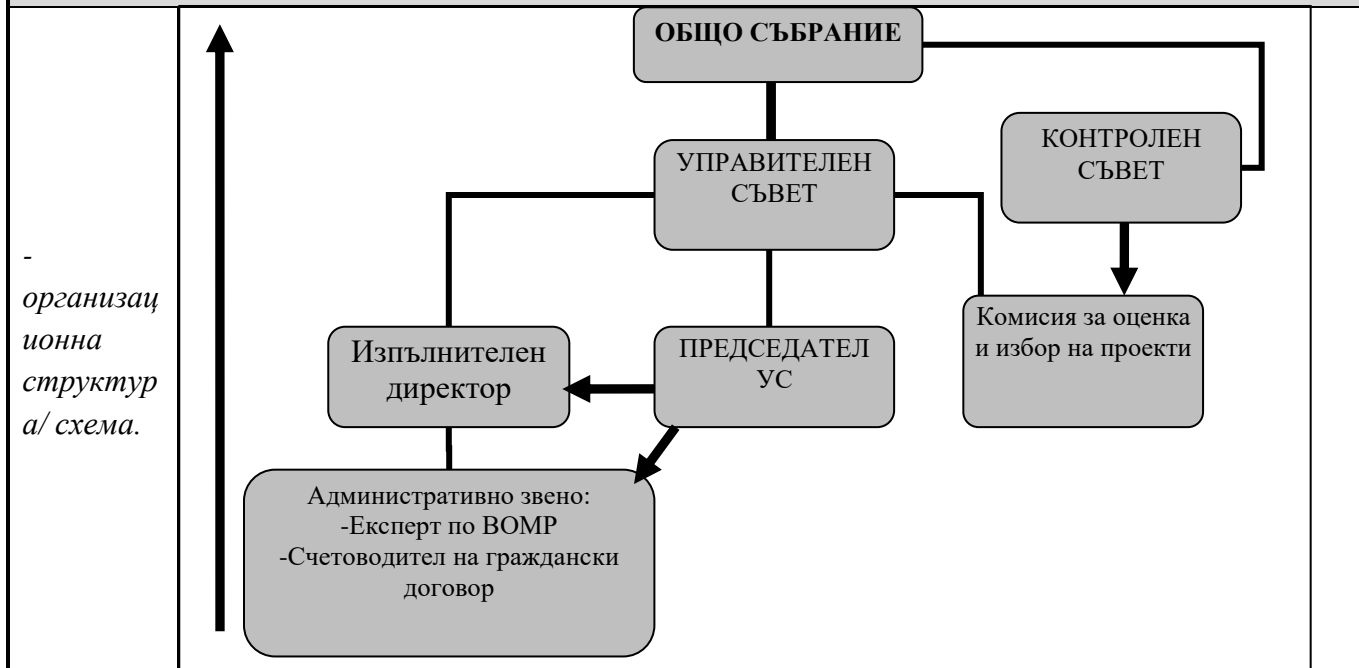 -
организац
ионна
структур
а/ схема.
ОБЩО СЪБРАНИЕ
УПРАВИТЕЛЕН
СЪВЕТ
КОНТРОЛЕН
СЪВЕТ
Изпълнителен
директор
ПРЕДСЕДАТЕЛ
УС
Комисия за оценка
и избор на проекти
Административно звено:
-Експерт по ВОМР
-Счетоводител на граждански
договор